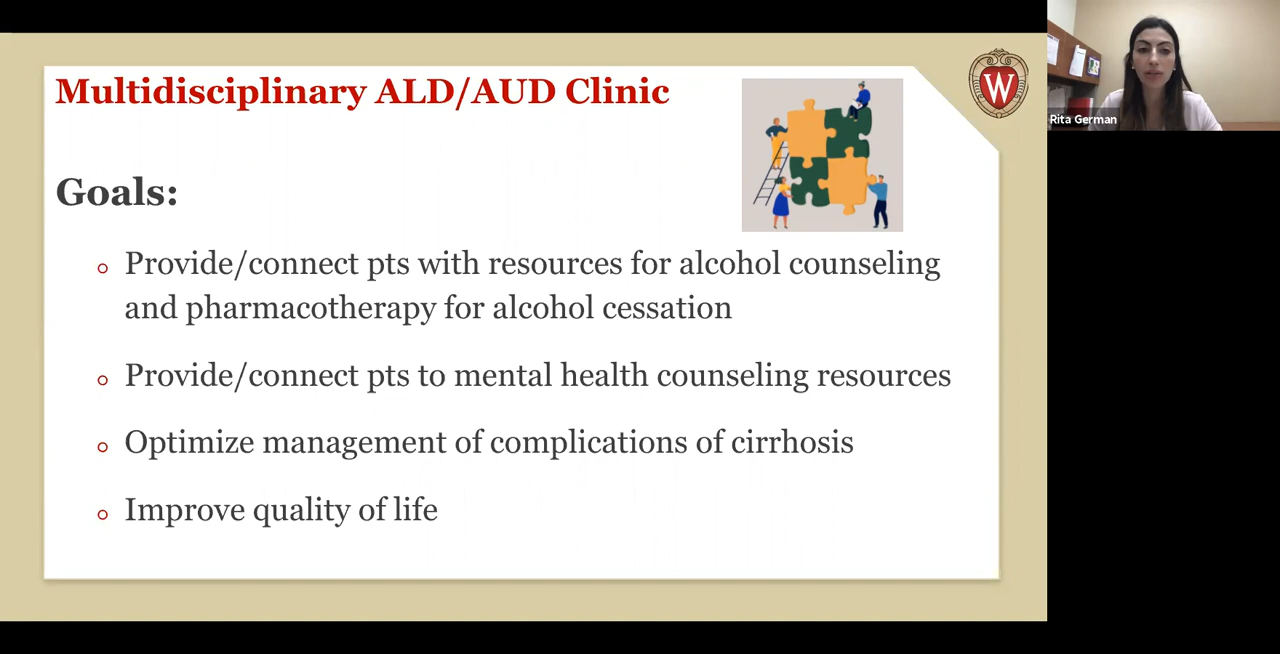 Multidisciplinary ALD/AUD Clinic
W
Rita German
Goals:
Provide/connect pts with resources for alcohol counseling
and pharmacotherapy for alcohol cessation
Provide/connect pts to mental health counseling resources
Optimize management of complications of cirrhosis
Improve quality of life